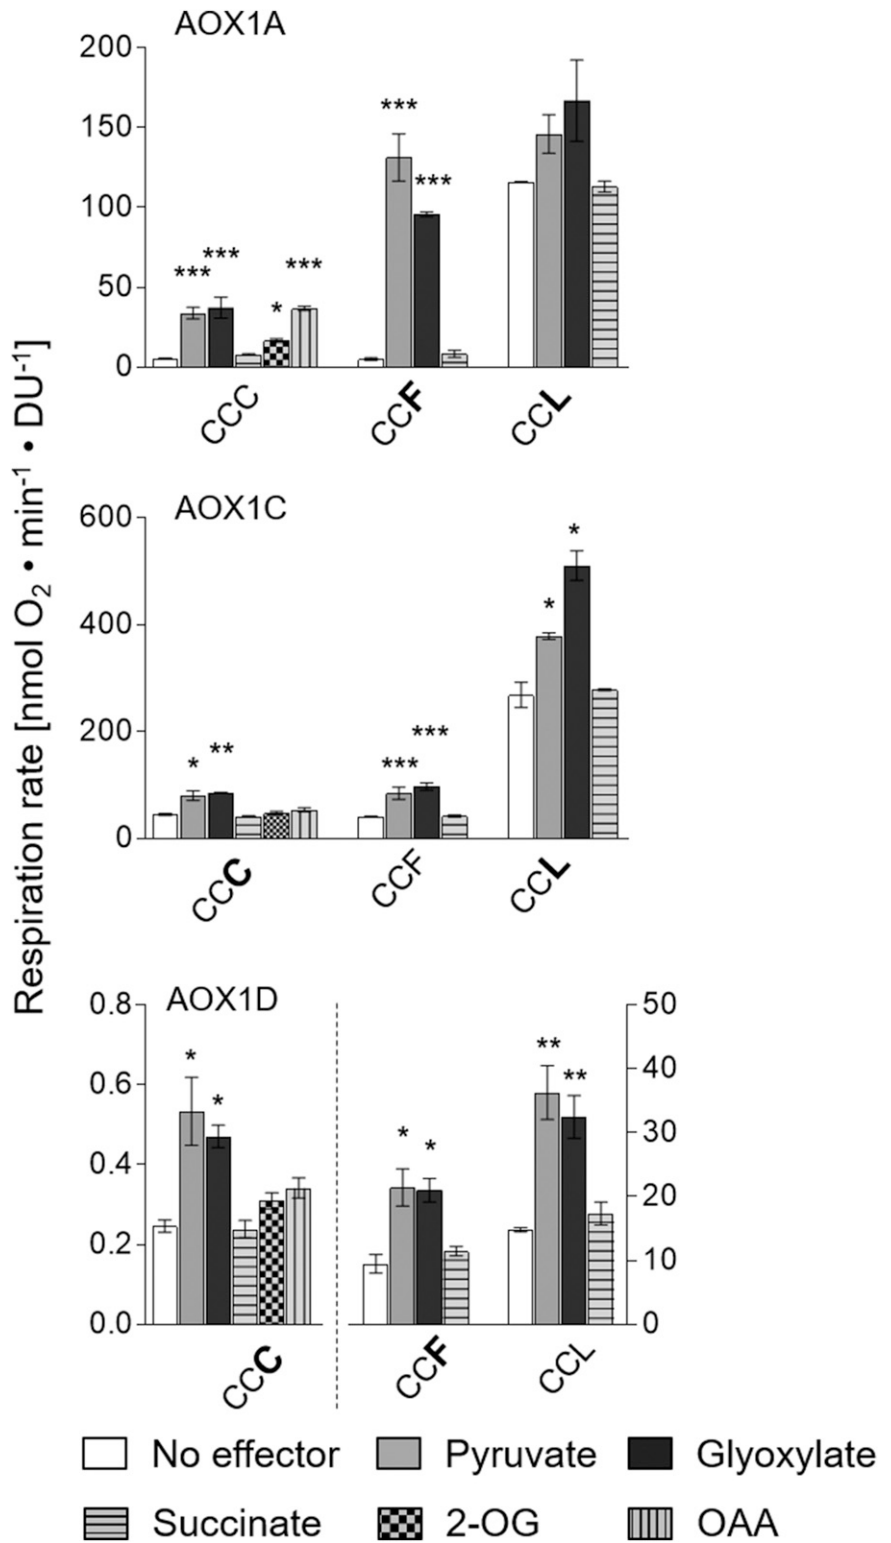 Respiration rate [nmol O₂ • min⁻¹ • DU⁻¹]
AOX1A
200
150
100
50
0
***
***
*
***
***
***
CCC
CCF
CCL
AOX1C
600
400
200
0
*
**
***
***
*
*
CCC
CCF
CCL
AOX1D
0.8
0.6
0.4
0.2
0.0
50
40
30
20
10
0
*
*
*
*
**
**
CCC
CCF
CCL
No effector Pyruvate Glyoxylate
Succinate 2-OG OAA